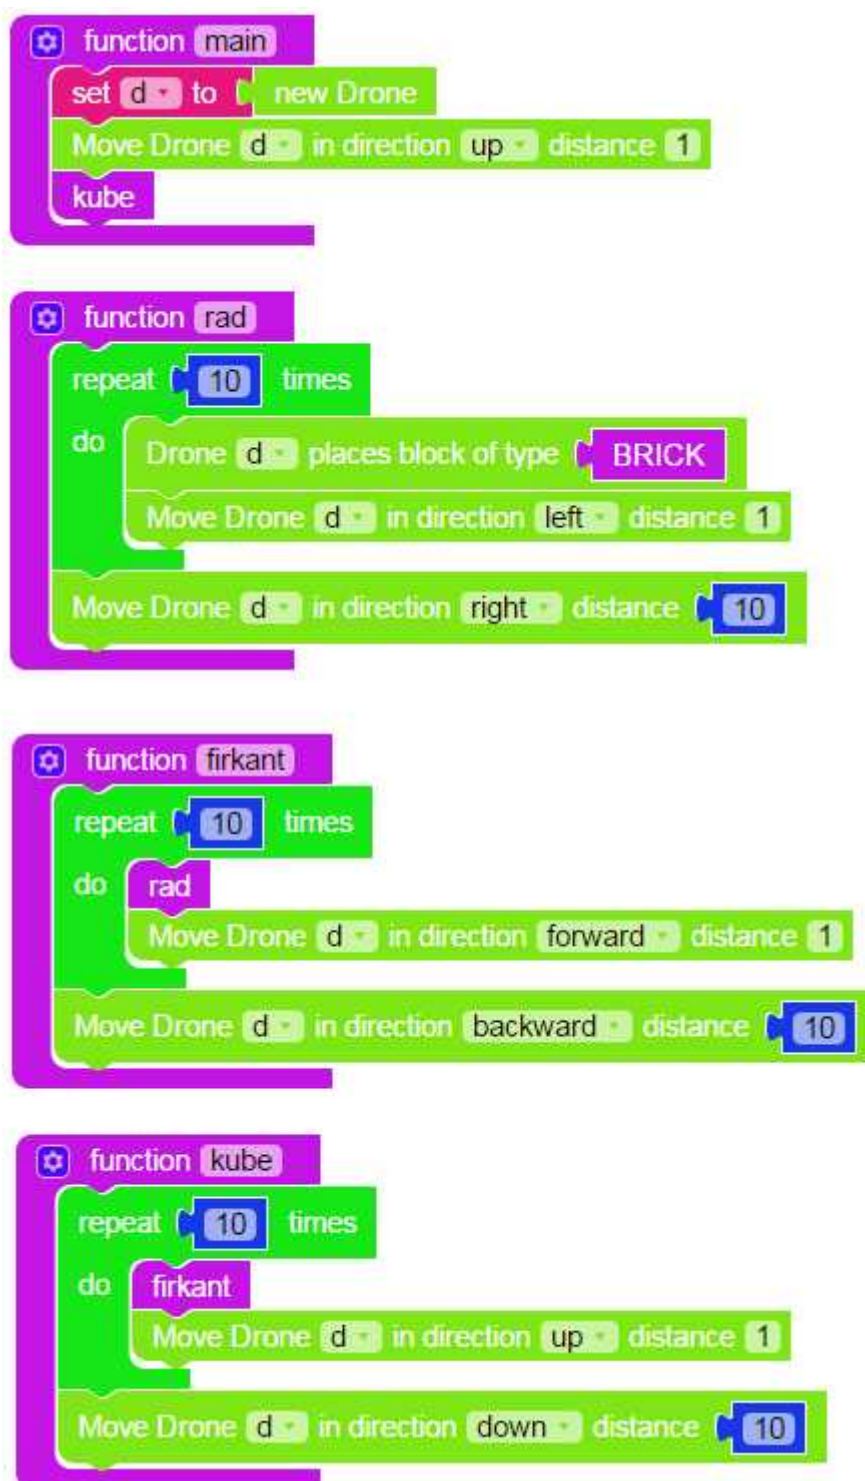 function main
set d to new Drone
Move Drone d in direction up distance 1
kube
function rad
repeat 10 times
do Drone d places block of type BRICK
Move Drone d in direction left distance 1
Move Drone d in direction right distance 10
function firkant
repeat 10 times
do rad
Move Drone d in direction forward distance 1
Move Drone d in direction backward distance 10
function kube
repeat 10 times
do firkant
Move Drone d in direction up distance 1
Move Drone d in direction down distance 10